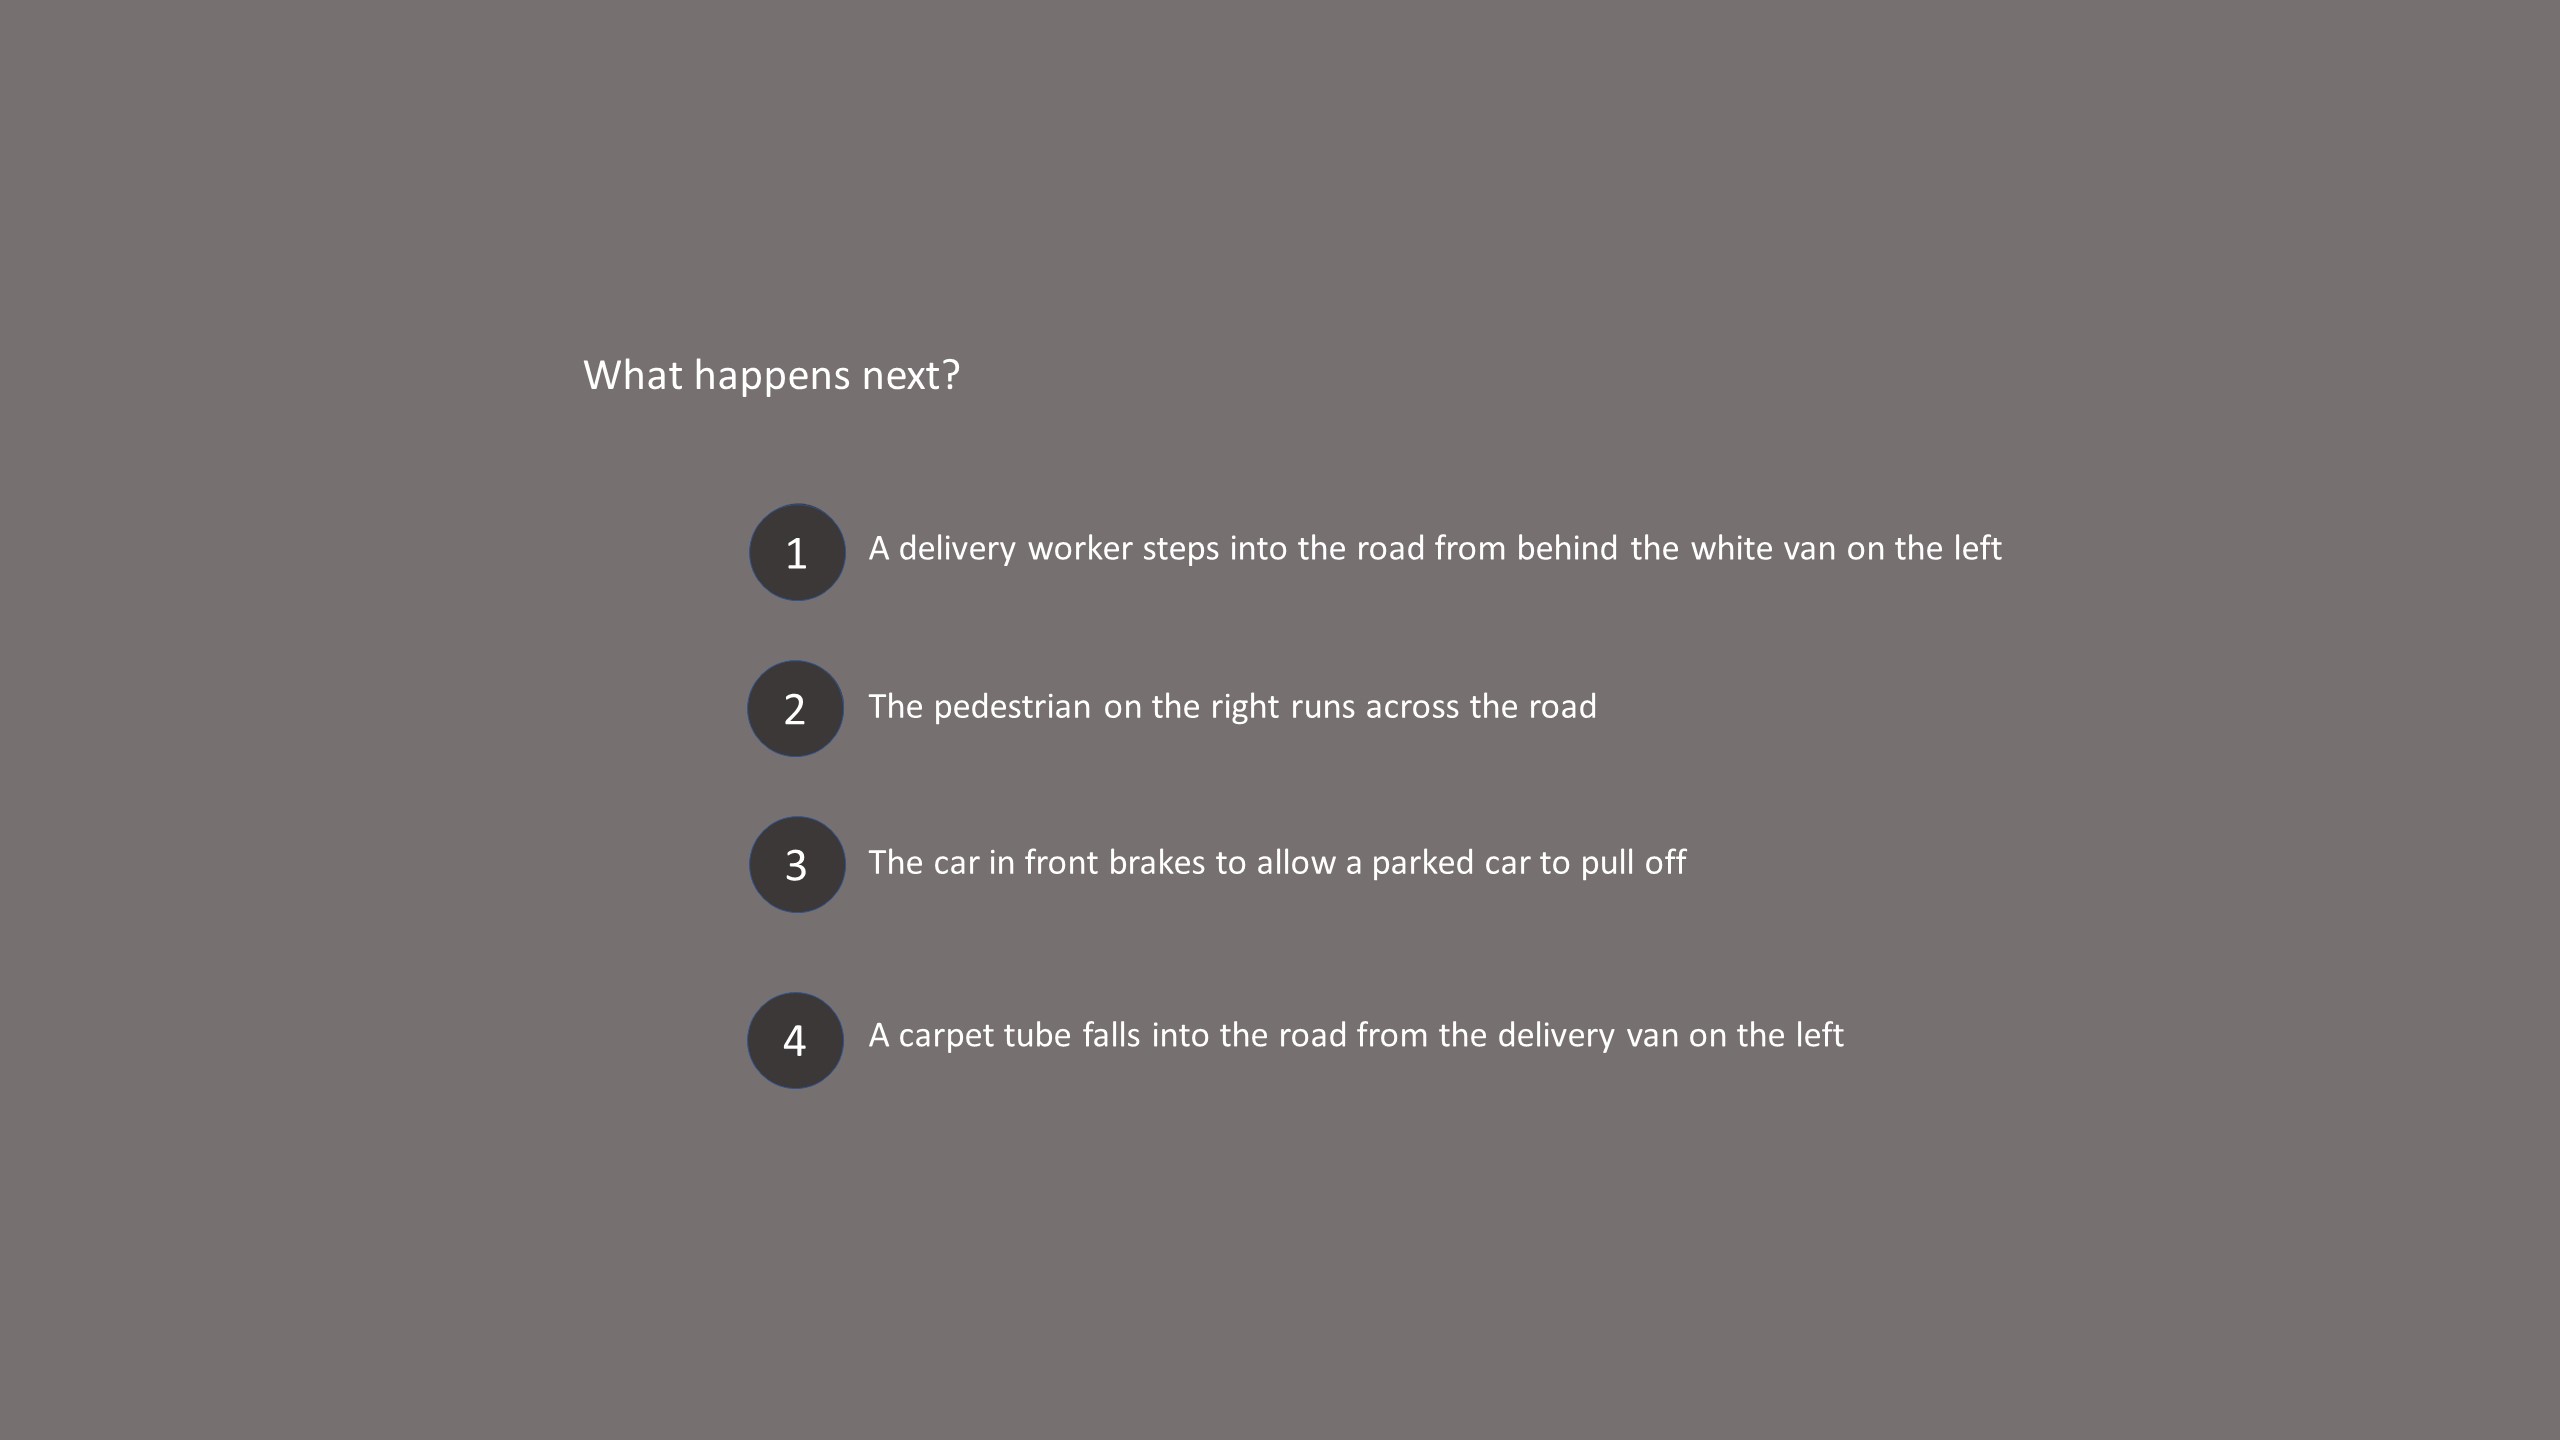 What happens next?
1 A delivery worker steps into the road from behind the white van on the left
2 The pedestrian on the right runs across the road
3 The car in front brakes to allow a parked car to pull off
4 A carpet tube falls into the road from the delivery van on the left